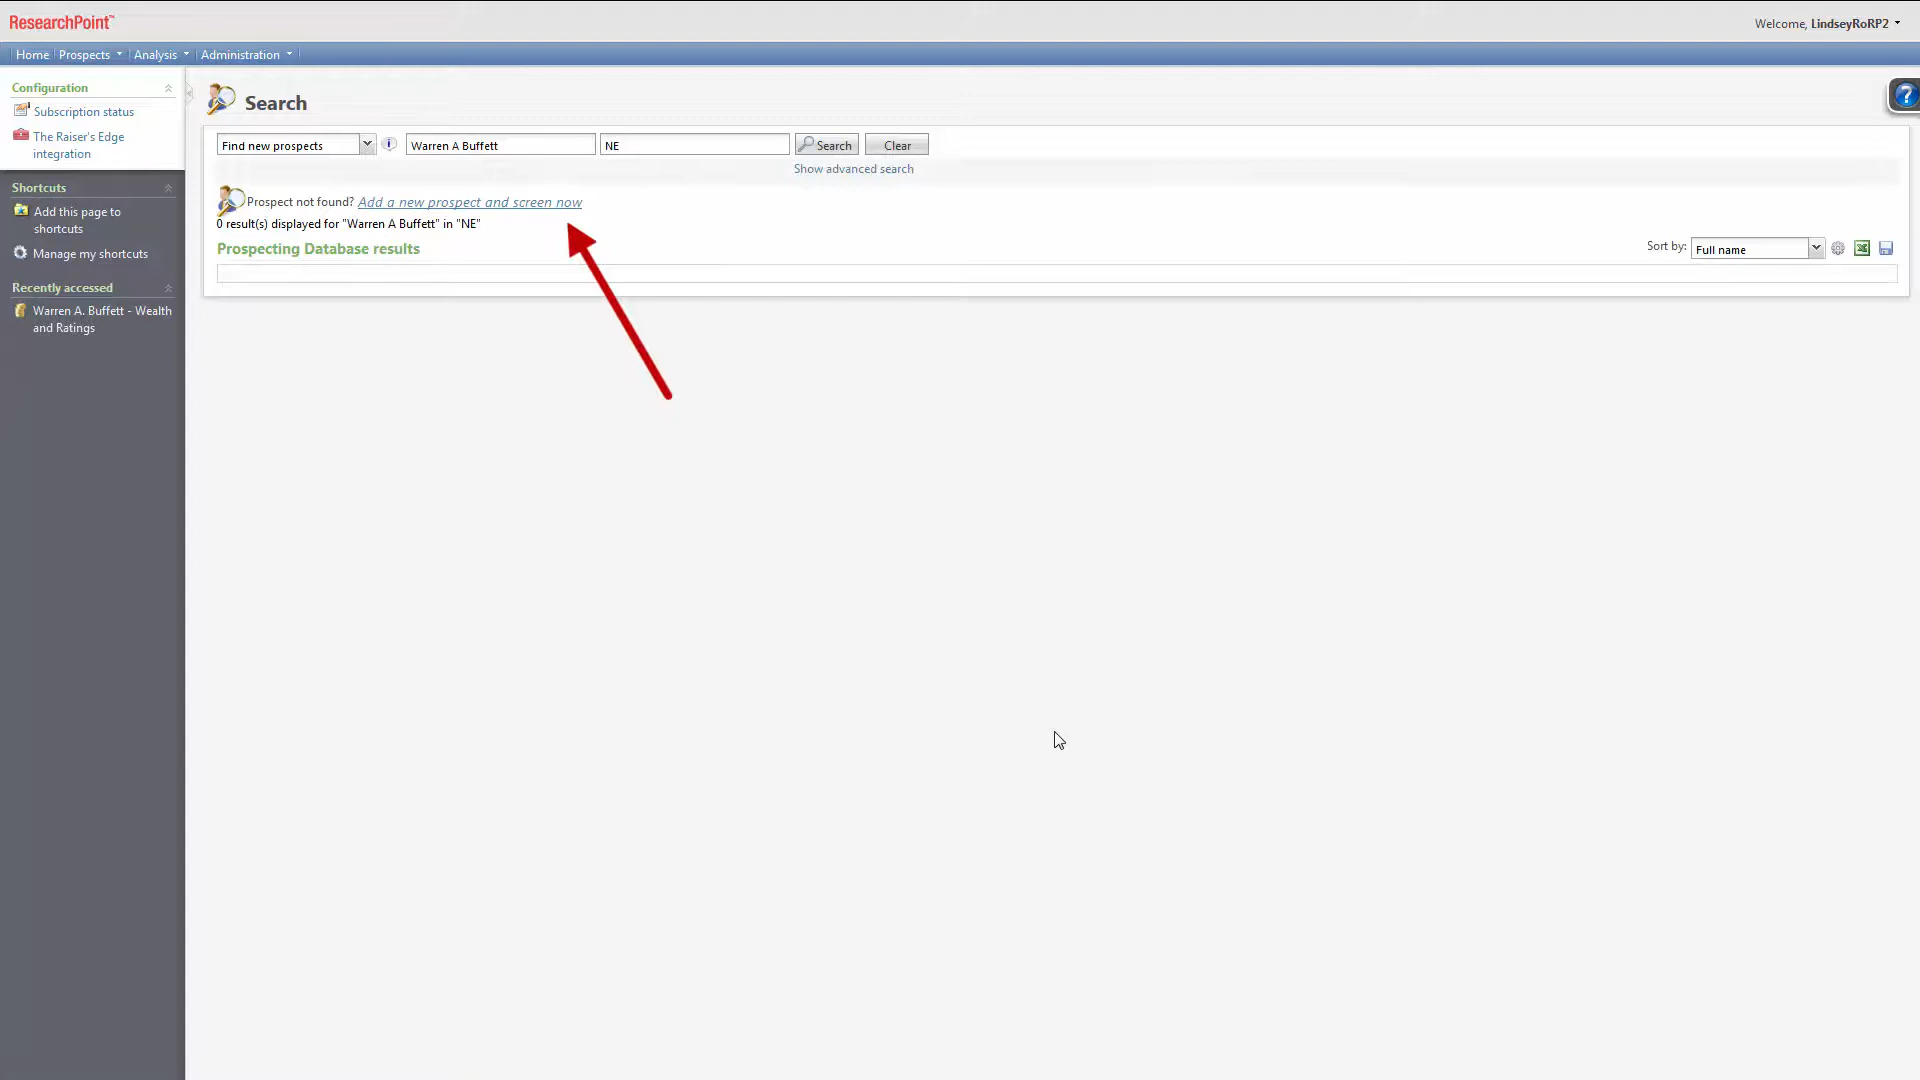 ResearchPoint™
Welcome, LindseyRoRP2
Home Prospects Analysis Administration
Configuration
Subscription status
The Raiser's Edge
integration
Shortcuts
Add this page to
shortcuts
Manage my shortcuts
Recently accessed
Warren A. Buffett - Wealth
and Ratings
Search
Find new prospects i Warren A Buffett NE Search Clear
Show advanced search
Prospect not found? Add a new prospect and screen now
0 result(s) displayed for "Warren A Buffett" in "NE"
Prospecting Database results
Sort by: Full name
?